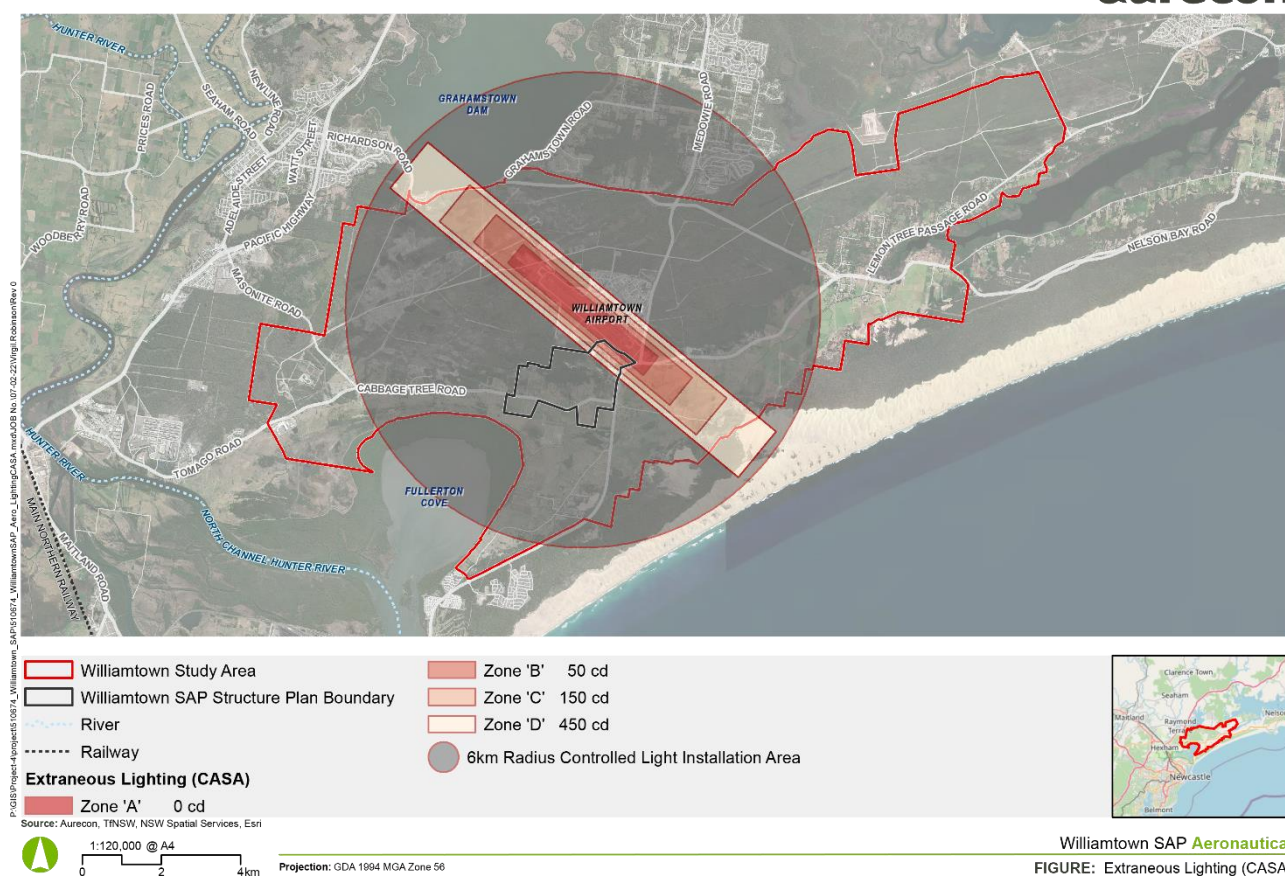 HUNTER RIVER
SEAHAM ROAD
NEWLINE ROAD
PRICES ROAD
WOODBERRY ROAD
ADELAIDE STREET
WATT STREET
RICHARDSON ROAD
PACIFIC HIGHWAY
GRAHAMSTOWN
DAM
GRAHAMSTOWN ROAD
MEDOWIE ROAD
LEMON TREE PASSAGE ROAD
NELSON BAY ROAD
MASONITE ROAD
WILLIAMTOWN
AIRPORT
CABBAGE TREE ROAD
TOMAGO ROAD
FULLERTON
COVE
HUNTER RIVER
NORTH CHANNEL HUNTER RIVER
MAITLAND ROAD
MAIN NORTHERN RAILWAY
Williamtown Study Area
Williamtown SAP Structure Plan Boundary
River
Railway
Extraneous Lighting (CASA)
Zone 'A' 0 cd
Zone 'B' 50 cd
Zone 'C' 150 cd
Zone 'D' 450 cd
6km Radius Controlled Light Installation Area
Clarence Town
Seaham
Maitland
Raymond
Terra
Nelson
Hexham
Newcastle
Belmont
Source: Aurecon, TfNSW, NSW Spatial Services, Esri
1:120,000 @ A4
0 2 4km
Projection: GDA 1994 MGA Zone 56
Williamtown SAP Aeronautica
FIGURE: Extraneous Lighting (CASA